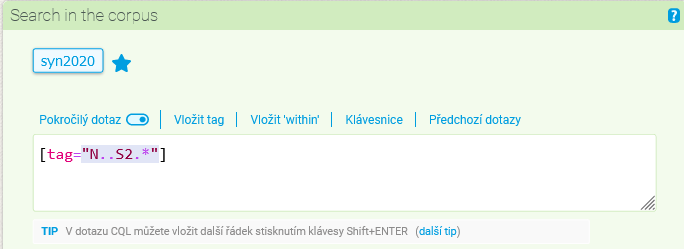 Search in the corpus
?
syn2020
Pokročilý dotaz Vložit tag Vložit 'within' Klávesnice Předchozí dotazy
[tag="N..S2.*"]
TIP V dotazu CQL můžete vložit další řádek stisknutím klávesy Shift+ENTER (další tip)